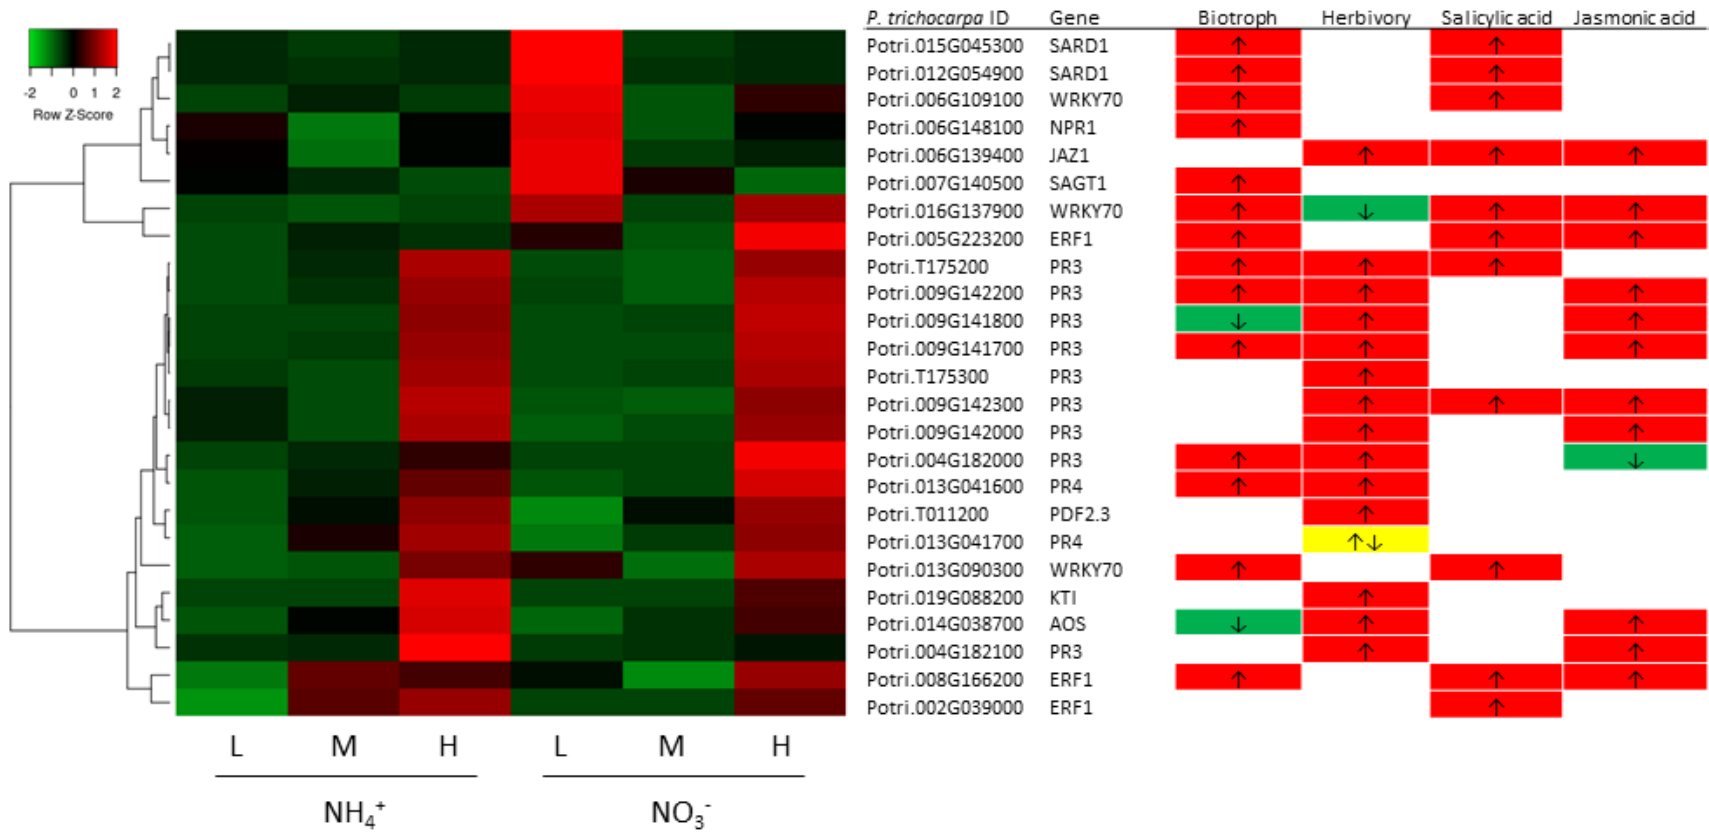 -2 0 1 2
Row Z-Score
P. trichocarpa ID Gene Biotroph Herbivory Salicylic acid Jasmonic acid
Potri.015G045300 SARD1 ↑ ↑
Potri.012G054900 SARD1 ↑ ↑
Potri.006G109100 WRKY70 ↑ ↑
Potri.006G148100 NPR1 ↑
Potri.006G139400 JAZ1 ↑ ↑ ↑
Potri.007G140500 SAGT1 ↑
Potri.016G137900 WRKY70 ↑ ↓ ↑ ↑
Potri.005G223200 ERF1 ↑ ↑ ↑
Potri.T175200 PR3 ↑ ↑ ↑
Potri.009G142200 PR3 ↑ ↑ ↑
Potri.009G141800 PR3 ↓ ↑ ↑
Potri.009G141700 PR3 ↑ ↑ ↑
Potri.T175300 PR3 ↑
Potri.009G142300 PR3 ↑ ↑ ↑
Potri.009G142000 PR3 ↑ ↑
Potri.004G182000 PR3 ↑ ↑ ↓
Potri.013G041600 PR4 ↑ ↑
Potri.T011200 PDF2.3 ↑
Potri.013G041700 PR4 ↑↓
Potri.013G090300 WRKY70 ↑ ↑
Potri.019G088200 KTI ↑
Potri.014G038700 AOS ↓ ↑ ↑
Potri.004G182100 PR3 ↑ ↑
Potri.008G166200 ERF1 ↑ ↑ ↑
Potri.002G039000 ERF1 ↑
L M H L M H
NH₄⁺ NO₃⁻